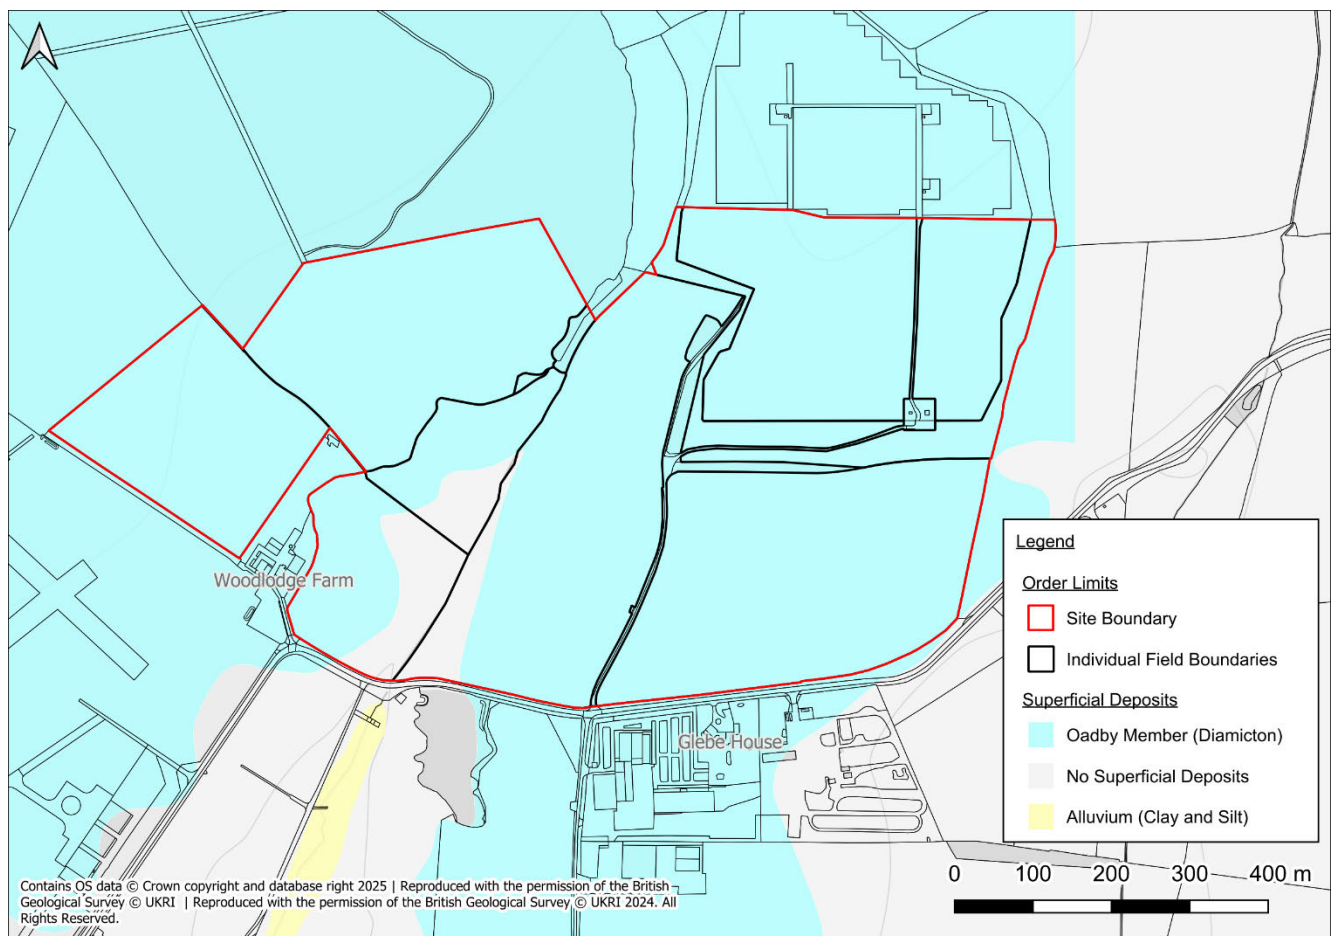 Woodlodge Farm
Glebe House
Legend
Order Limits
Site Boundary
Individual Field Boundaries
Superficial Deposits
Oadby Member (Diamicton)
No Superficial Deposits
Alluvium (Clay and Silt)
0 100 200 300 400 m
Contains OS data © Crown copyright and database right 2025 | Reproduced with the permission of the British
Geological Survey © UKRI | Reproduced with the permission of the British Geological Survey © UKRI 2024. All
Rights Reserved.